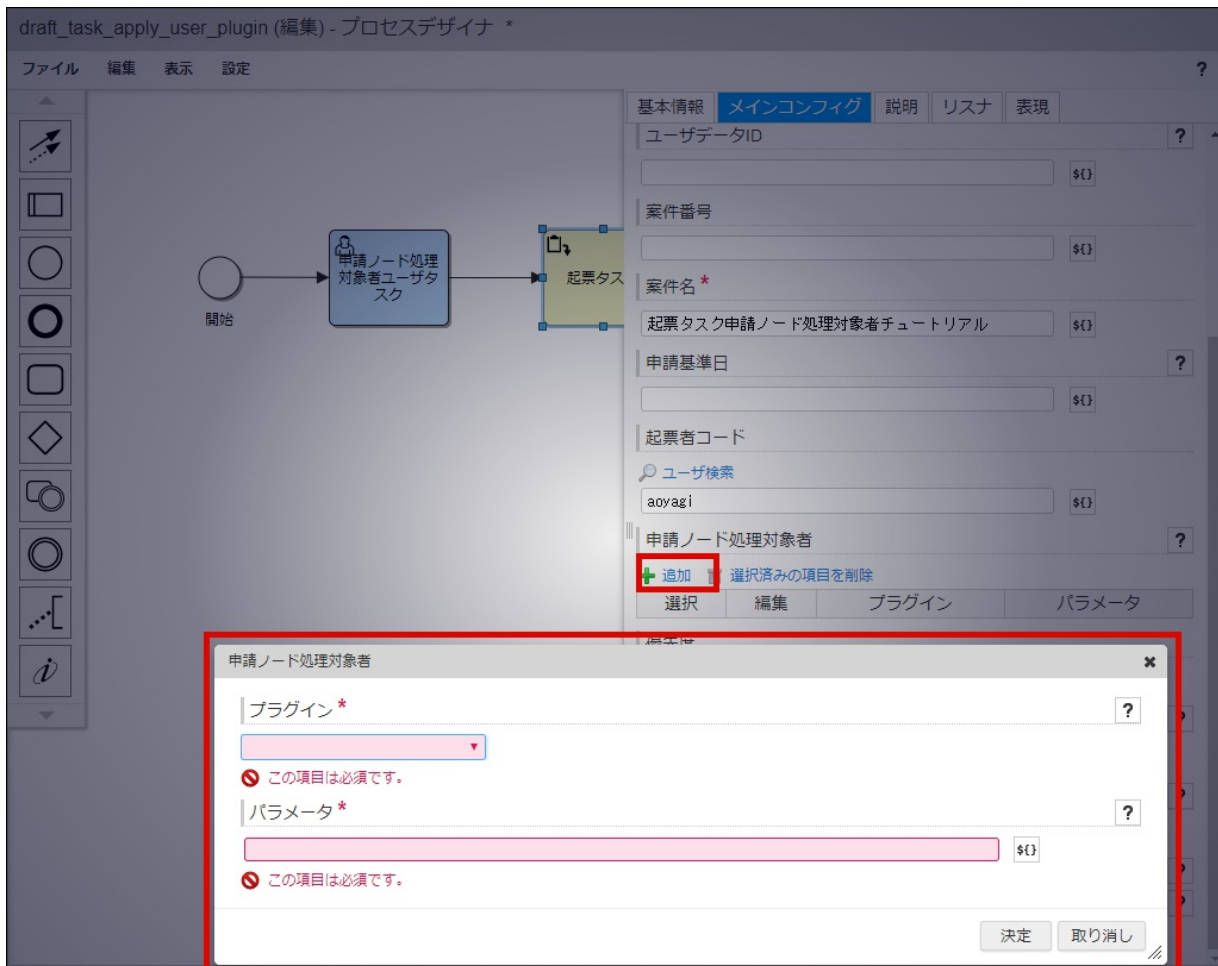 draft_task_apply_user_plugin (編集) - プロセスデザイナ *
ファイル 編集 表示 設定 ?
基本情報 メインコンフィグ 説明 リスナ 表現
ユーザデータID ?
${}
案件番号
${}
案件名 *
起票タスク申請ノード処理対象者チュートリアル ${}
申請基準日 ?
${}
起票者コード
ユーザ検索
aoyagi ${}
申請ノード処理対象者 ?
追加 選択済みの項目を削除
選択 編集 プラグイン パラメータ
優先度
申請ノード処理
対象者ユーザタ
スク
起票タス
開始
申請ノード処理対象者 ×
プラグイン * ?
この項目は必須です。
パラメータ * ?
${}
この項目は必須です。
決定 取り消し